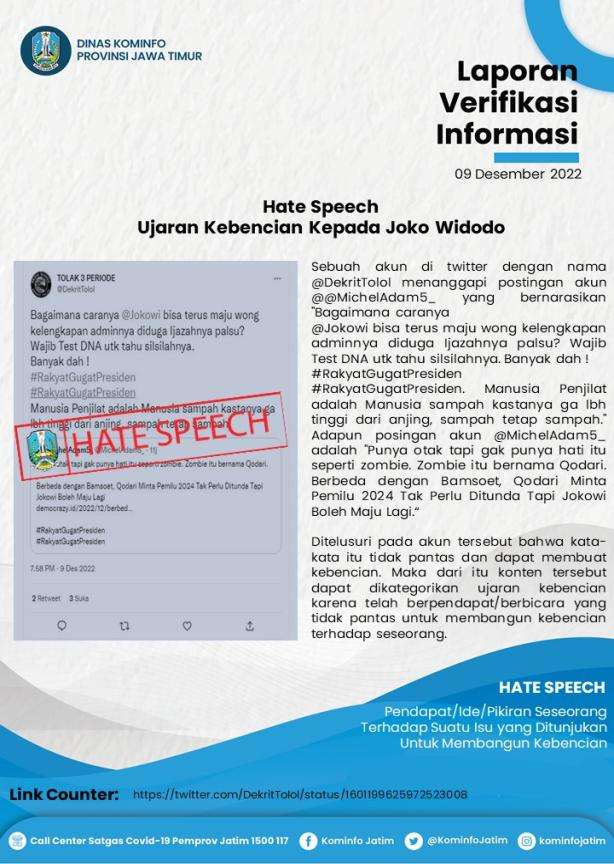 DINAS KOMINFO
PROVINSI JAWA TIMUR
Laporan
Verifikasi
Informasi
09 Desember 2022
Hate Speech
Ujaran Kebencian Kepada Joko Widodo
TOLAK 3 PERIODE
@DekritTolol
Bagaimana caranya @Jokowi bisa terus maju wong
kelengkapan adminnya diduga Ijazahnya palsu?
Wajib Test DNA utk tahu silsilahnya.
Banyak dah !
#RakyatGugatPresiden
#RakyatGugatPresiden
Manusia Penjilat adalah Manusia sampah kastanya ga
lbh tinggi dari anjing, sampah tetap sampah
HATE SPEECH
otak tapi gak punya hati itu seperti zombie. Zombie itu bernama Qodari.
Berbeda dengan Bamsoet, Qodari Minta Pemilu 2024 Tak Perlu Ditunda Tapi
Jokowi Boleh Maju Lagi
democrazy.id/2022/12/berbed...
#RakyatGugatPresiden
#RakyatGugatPresiden
7.58 PM · 9 Des 2022
2 Retweet 3 Suka
Sebuah akun di twitter dengan nama
@DekritTolol menanggapi postingan akun
@@MichelAdam5_ yang bernarasikan
"Bagaimana caranya
@Jokowi bisa terus maju wong kelengkapan
adminnya diduga Ijazahnya palsu? Wajib
Test DNA utk tahu silsilahnya. Banyak dah !
#RakyatGugatPresiden
#RakyatGugatPresiden. Manusia Penjilat
adalah Manusia sampah kastanya ga lbh
tinggi dari anjing, sampah tetap sampah."
Adapun posingan akun @MichelAdam5_
adalah "Punya otak tapi gak punya hati itu
seperti zombie. Zombie itu bernama Qodari.
Berbeda dengan Bamsoet, Qodari Minta
Pemilu 2024 Tak Perlu Ditunda Tapi Jokowi
Boleh Maju Lagi."
Ditelusuri pada akun tersebut bahwa kata-
kata itu tidak pantas dan dapat membuat
kebencian. Maka dari itu konten tersebut
dapat dikategorikan ujaran kebencian
karena telah berpendapat/berbicara yang
tidak pantas untuk membangun kebencian
terhadap seseorang.
HATE SPEECH
Pendapat/Ide/Pikiran Seseorang
Terhadap Suatu Isu yang Ditunjukan
Untuk Membangun Kebencian
Link Counter: https://twitter.com/DekritTolol/status/1601199625972523008
Call Center Satgas Covid-19 Pemprov Jatim 1500 117 Kominfo Jatim @KominfoJatim kominfojatim